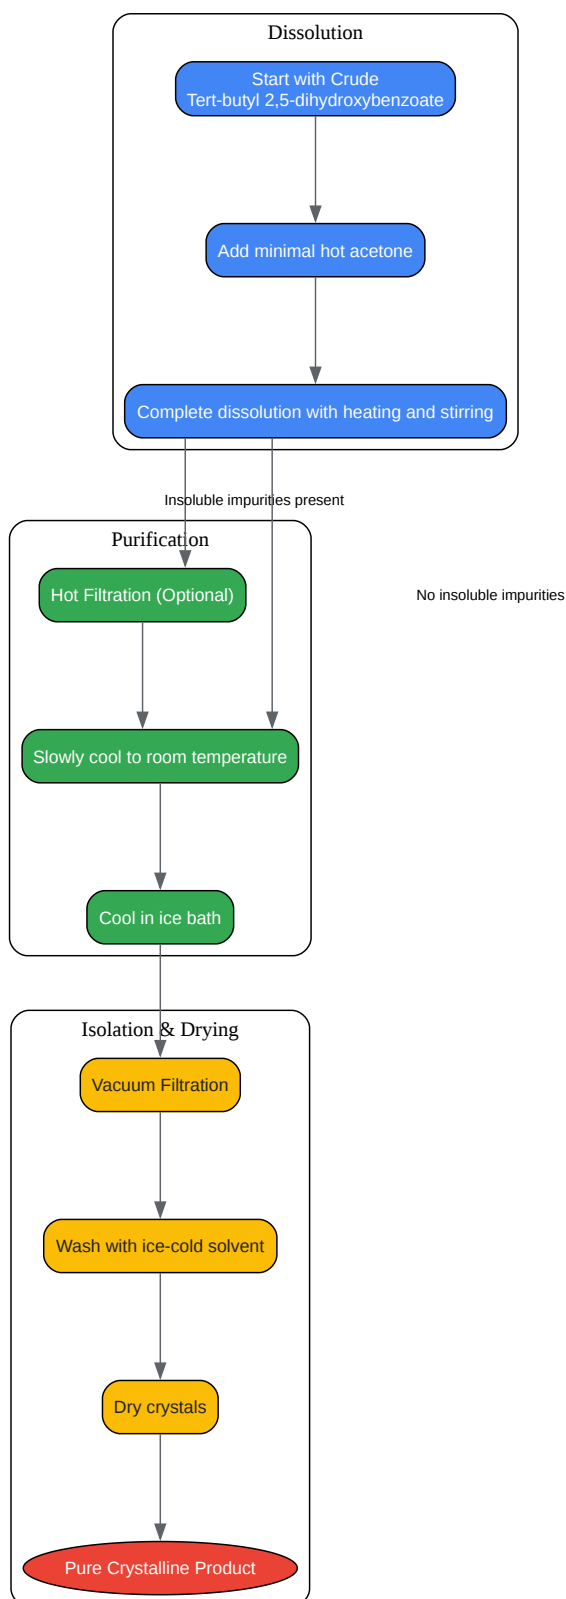 Dissolution
Start with Crude
Tert-butyl 2,5-dihydroxybenzoate
Add minimal hot acetone
Complete dissolution with heating and stirring
Insoluble impurities present
Purification
Hot Filtration (Optional)
No insoluble impurities
Slowly cool to room temperature
Cool in ice bath
Isolation & Drying
Vacuum Filtration
Wash with ice-cold solvent
Dry crystals
Pure Crystalline Product